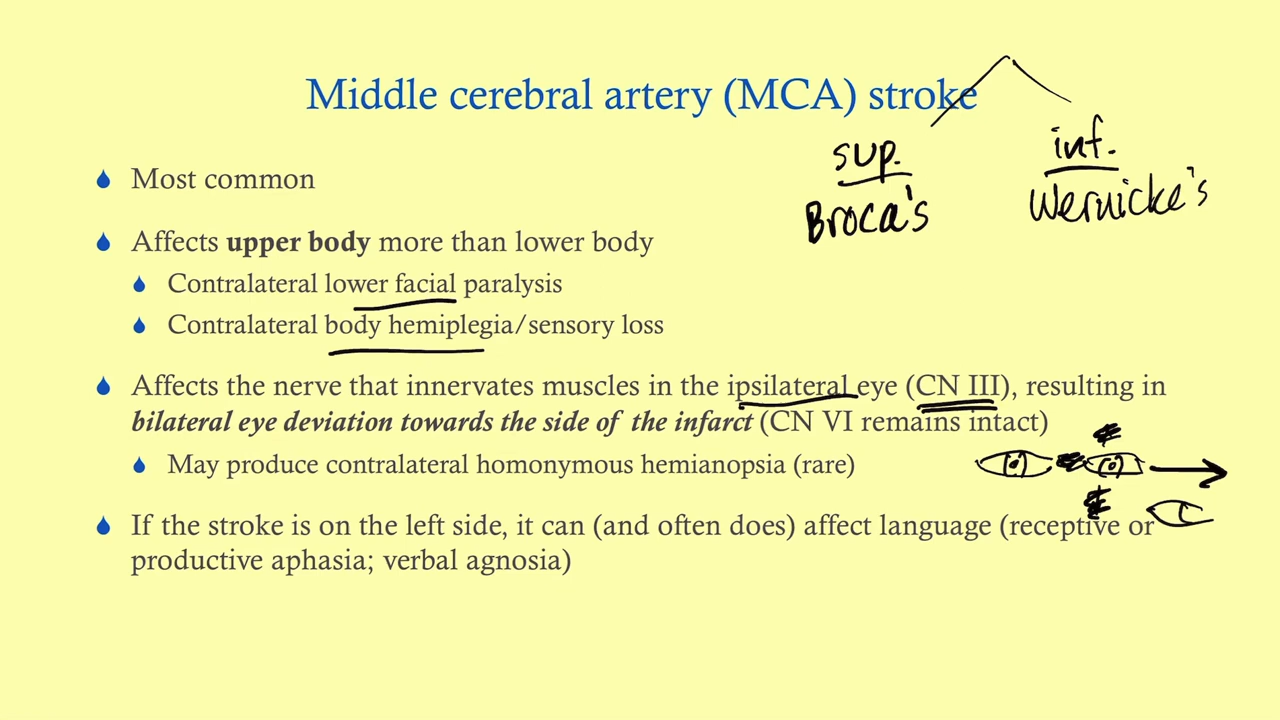 Middle cerebral artery (MCA) stroke
sup.
inf.
Broca's
Wernicke's
Most common
Affects upper body more than lower body
Contralateral lower facial paralysis
Contralateral body hemiplegia/sensory loss
Affects the nerve that innervates muscles in the ipsilateral eye (CN III), resulting in
bilateral eye deviation towards the side of the infarct (CN VI remains intact)
May produce contralateral homonymous hemianopsia (rare)
If the stroke is on the left side, it can (and often does) affect language (receptive or
productive aphasia; verbal agnosia)